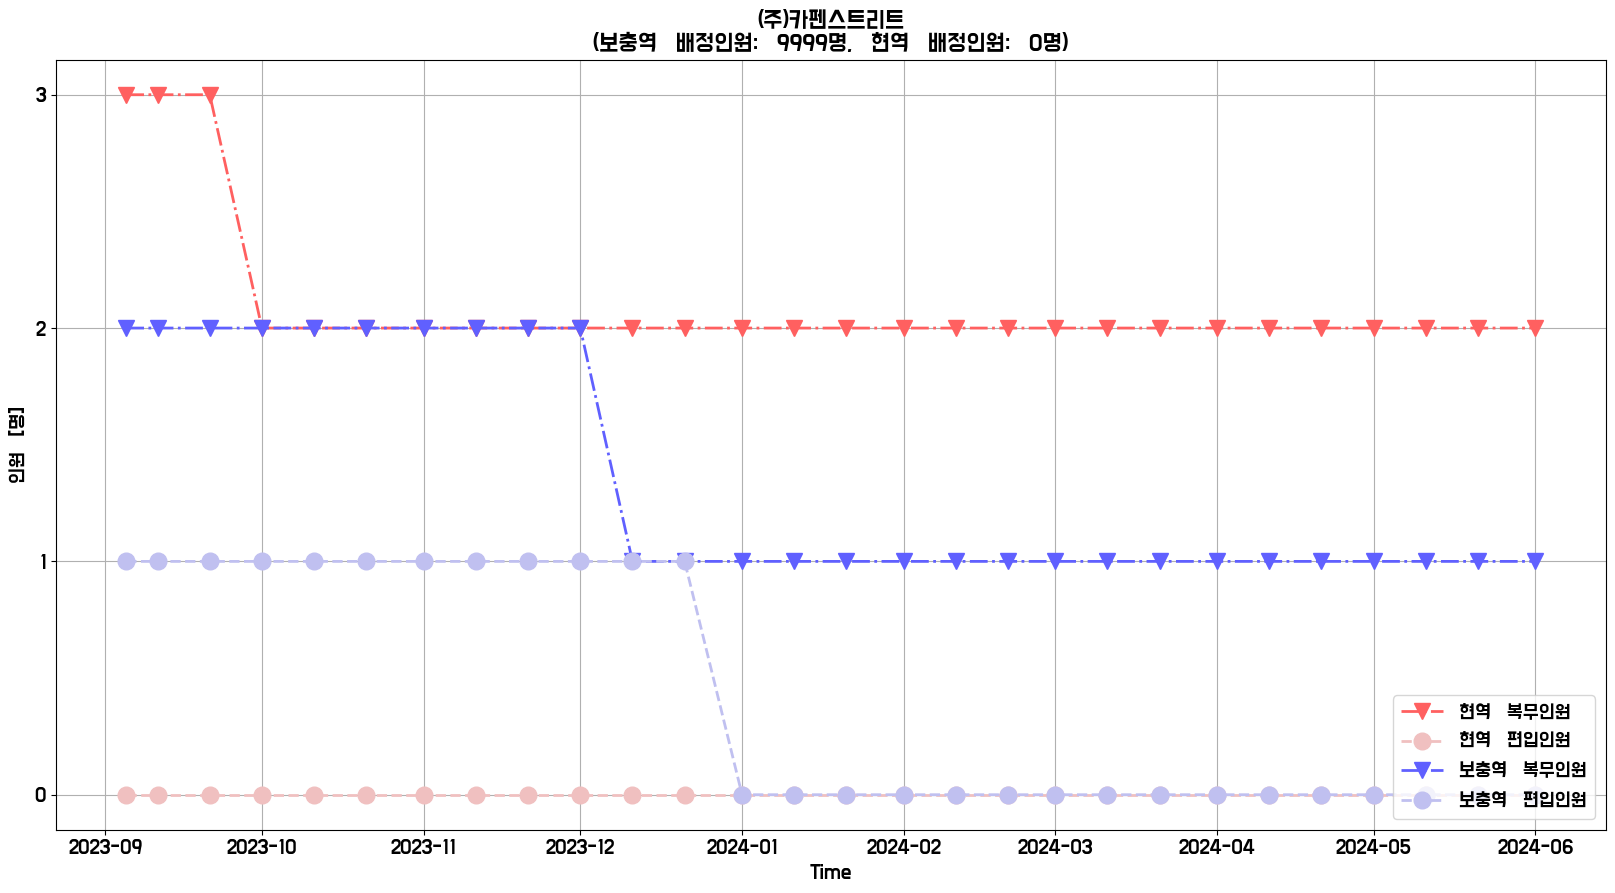 (주)카펜스트리트
(보충역 배정인원: 9999명, 현역 배정인원: 0명)
인원 [명]
3
2
1
0
현역 복무인원
현역 편입인원
보충역 복무인원
보충역 편입인원
2023-09 2023-10 2023-11 2023-12 2024-01 2024-02 2024-03 2024-04 2024-05 2024-06
Time